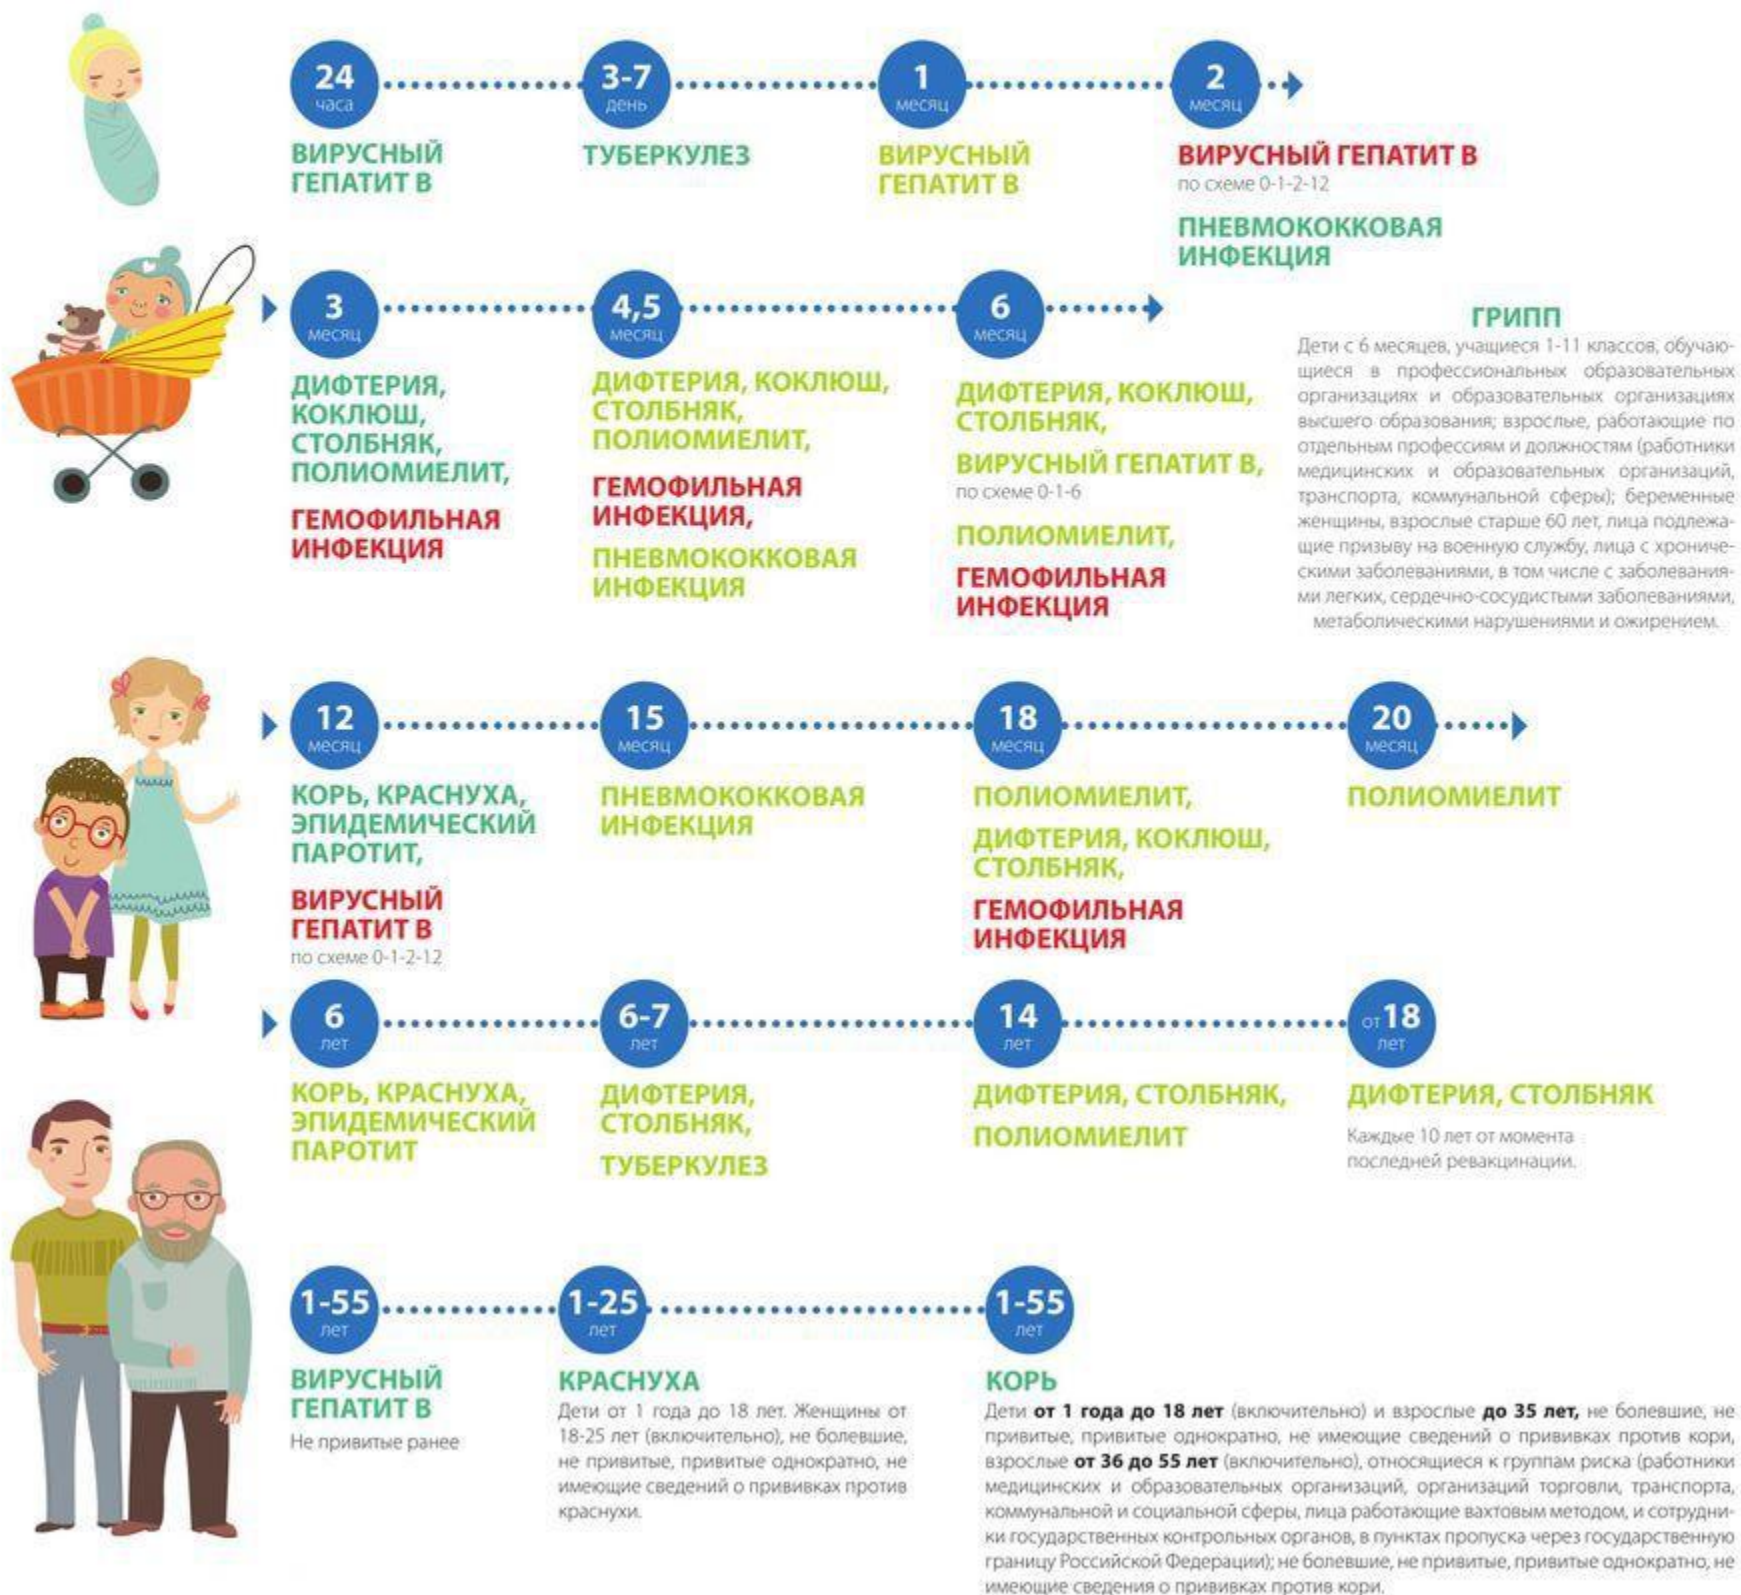 24
часа
ВИРУСНЫЙ
ГЕПАТИТ В
3-7
день
ТУБЕРКУЛЕЗ
1
месяц
ВИРУСНЫЙ
ГЕПАТИТ В
2
месяц
ВИРУСНЫЙ ГЕПАТИТ В
по схеме 0-1-2-12
ПНЕВМОКОККОВАЯ
ИНФЕКЦИЯ
3
месяц
ДИФТЕРИЯ,
КОКЛЮШ,
СТОЛБНЯК,
ПОЛИОМИЕЛИТ,
ГЕМОФИЛЬНАЯ
ИНФЕКЦИЯ
4,5
месяц
ДИФТЕРИЯ, КОКЛЮШ,
СТОЛБНЯК,
ПОЛИОМИЕЛИТ,
ГЕМОФИЛЬНАЯ
ИНФЕКЦИЯ,
ПНЕВМОКОККОВАЯ
ИНФЕКЦИЯ
6
месяц
ДИФТЕРИЯ, КОКЛЮШ,
СТОЛБНЯК,
ВИРУСНЫЙ ГЕПАТИТ В,
по схеме 0-1-6
ПОЛИОМИЕЛИТ,
ГЕМОФИЛЬНАЯ
ИНФЕКЦИЯ
ГРИПП
Дети с 6 месяцев, учащиеся 1-11 классов, обучаю-
щиеся в профессиональных образовательных
организациях и образовательных организациях
высшего образования; взрослые, работающие по
отдельным профессиям и должностям (работники
медицинских и образовательных организаций,
транспорта, коммунальной сферы); беременные
женщины, взрослые старше 60 лет, лица подлежа-
щие призыву на военную службу, лица с хрониче-
скими заболеваниями, в том числе с заболевания-
ми легких, сердечно-сосудистыми заболеваниями,
метаболическими нарушениями и ожирением.
12
месяц
КОРЬ, КРАСНУХА,
ЭПИДЕМИЧЕСКИЙ
ПАРОТИТ,
ВИРУСНЫЙ
ГЕПАТИТ В
по схеме 0-1-2-12
15
месяц
ПНЕВМОКОККОВАЯ
ИНФЕКЦИЯ
18
месяц
ПОЛИОМИЕЛИТ,
ДИФТЕРИЯ, КОКЛЮШ,
СТОЛБНЯК,
ГЕМОФИЛЬНАЯ
ИНФЕКЦИЯ
20
месяц
ПОЛИОМИЕЛИТ
6
лет
КОРЬ, КРАСНУХА,
ЭПИДЕМИЧЕСКИЙ
ПАРОТИТ
6-7
лет
ДИФТЕРИЯ,
СТОЛБНЯК,
ТУБЕРКУЛЕЗ
14
лет
ДИФТЕРИЯ, СТОЛБНЯК,
ПОЛИОМИЕЛИТ
от 18
лет
ДИФТЕРИЯ, СТОЛБНЯК
Каждые 10 лет от момента
последней ревакцинации.
1-55
лет
ВИРУСНЫЙ
ГЕПАТИТ В
Не привитые ранее
1-25
лет
КРАСНУХА
Дети от 1 года до 18 лет. Женщины от
18-25 лет (включительно), не болевшие,
не привитые, привитые однократно, не
имеющие сведений о прививках против
краснухи.
1-55
лет
КОРЬ
Дети от 1 года до 18 лет (включительно) и взрослые до 35 лет, не болевшие, не
привитые, привитые однократно, не имеющие сведений о прививках против кори,
взрослые от 36 до 55 лет (включительно), относящиеся к группам риска (работники
медицинских и образовательных организаций, организаций торговли, транспорта,
коммунальной и социальной сферы, лица работающие вахтовым методом, и сотрудни-
ки государственных контрольных органов, в пунктах пропуска через государственную
границу Российской Федерации); не болевшие, не привитые, привитые однократно, не
имеющие сведения о прививках против кори.